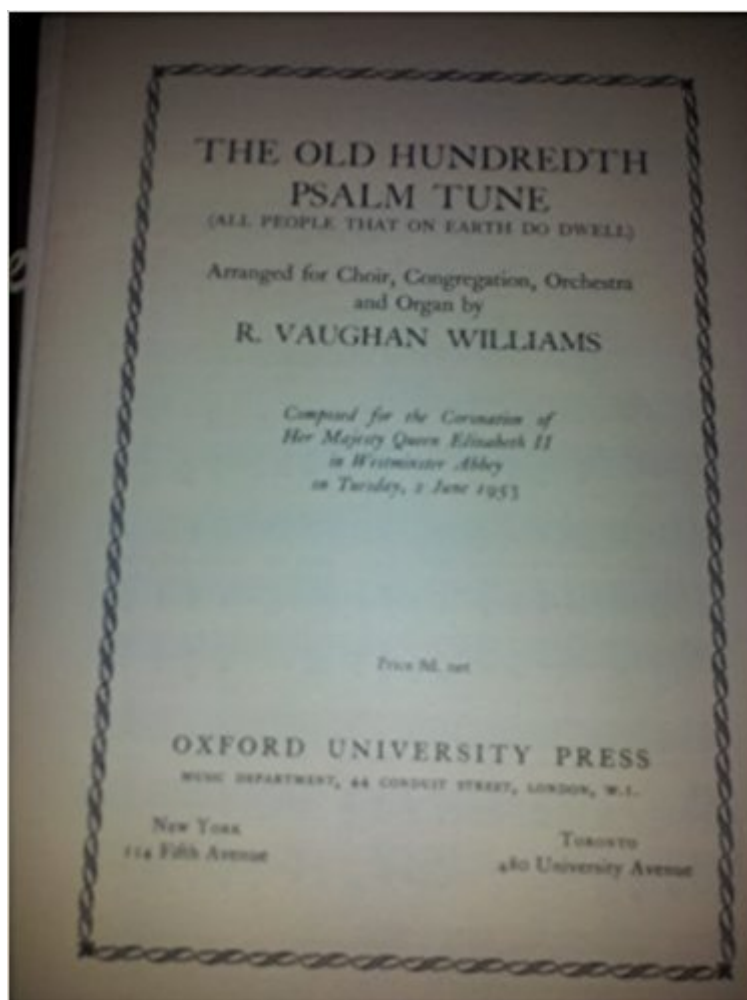 THE OLD HUNDREDTH
PSALM TUNE
(ALL PEOPLE THAT ON EARTH DO DWELL)
Arranged for Choir, Congregation, Orchestra
and Organ by
R. VAUGHAN WILLIAMS
Composed for the Coronation of
Her Majesty Queen Elizabeth II
in Westminster Abbey
on Tuesday, 2 June 1953
Price 8d. net
OXFORD UNIVERSITY PRESS
MUSIC DEPARTMENT, 44 CONDUIT STREET, LONDON, W.1.
New York
114 Fifth Avenue
Toronto
480 University Avenue